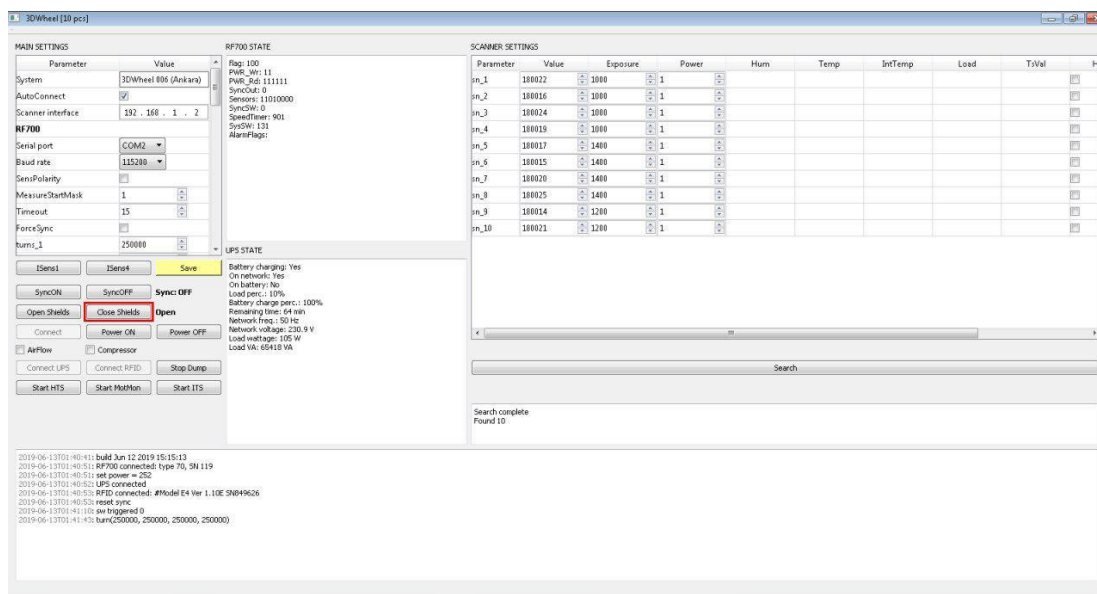 3DWheel [10 pcs]
MAIN SETTINGS
Parameter Value
System 3DWheel 806 (Ankara)
AutoConnect
Scanner interface 192 . 168 . 1 . 2
RF700
Serial port COM2
Baud rate 115200
SensPolarity
MeasureStartMask 1
Timeout 15
ForceSync
turns_1 250000
ISens1 ISens4 Save
SyncON SyncOFF Sync: OFF
Open Shields Close Shields Open
Connect Power ON Power OFF
AirFlow Compressor
Connect UPS Connect RFID Stop Dump
Start HTS Start MotMon Start ITS
RF700 STATE
Flag: 100
PWR_Wr: 11
PWR_Rd: 111111
SyncOut: 0
Sensors: 11010000
SyncSW: 0
SpeedTimer: 901
SysSW: 131
AlarmFlags:
UPS STATE
Battery charging: Yes
On network: Yes
On battery: No
Load perc.: 10%
Battery charge perc.: 100%
Remaining time: 64 min
Network freq.: 50 Hz
Network voltage: 230.9 V
Load wattage: 105 W
Load VA: 65418 VA
SCANNER SETTINGS
Parameter Value Exposure Power Hum Temp IntTemp Load TsVal H
sn_1 180022 1000 1
sn_2 180016 1000 1
sn_3 180024 1000 1
sn_4 180019 1000 1
sn_5 180017 1400 1
sn_6 180015 1400 1
sn_7 180020 1400 1
sn_8 180025 1400 1
sn_9 180014 1200 1
sn_10 180021 1200 1
Search
Search complete
Found 10
2019-06-13T01:40:41: build Jun 12 2019 15:15:13
2019-06-13T01:40:51: RF700 connected: type 70, SN 119
2019-06-13T01:40:51: set power = 252
2019-06-13T01:40:52: UPS connected
2019-06-13T01:40:53: RFID connected: #Model E4 Ver 1.10E SN849626
2019-06-13T01:40:53: reset sync
2019-06-13T01:41:10: sw triggered 0
2019-06-13T01:41:43: turn(250000, 250000, 250000, 250000)